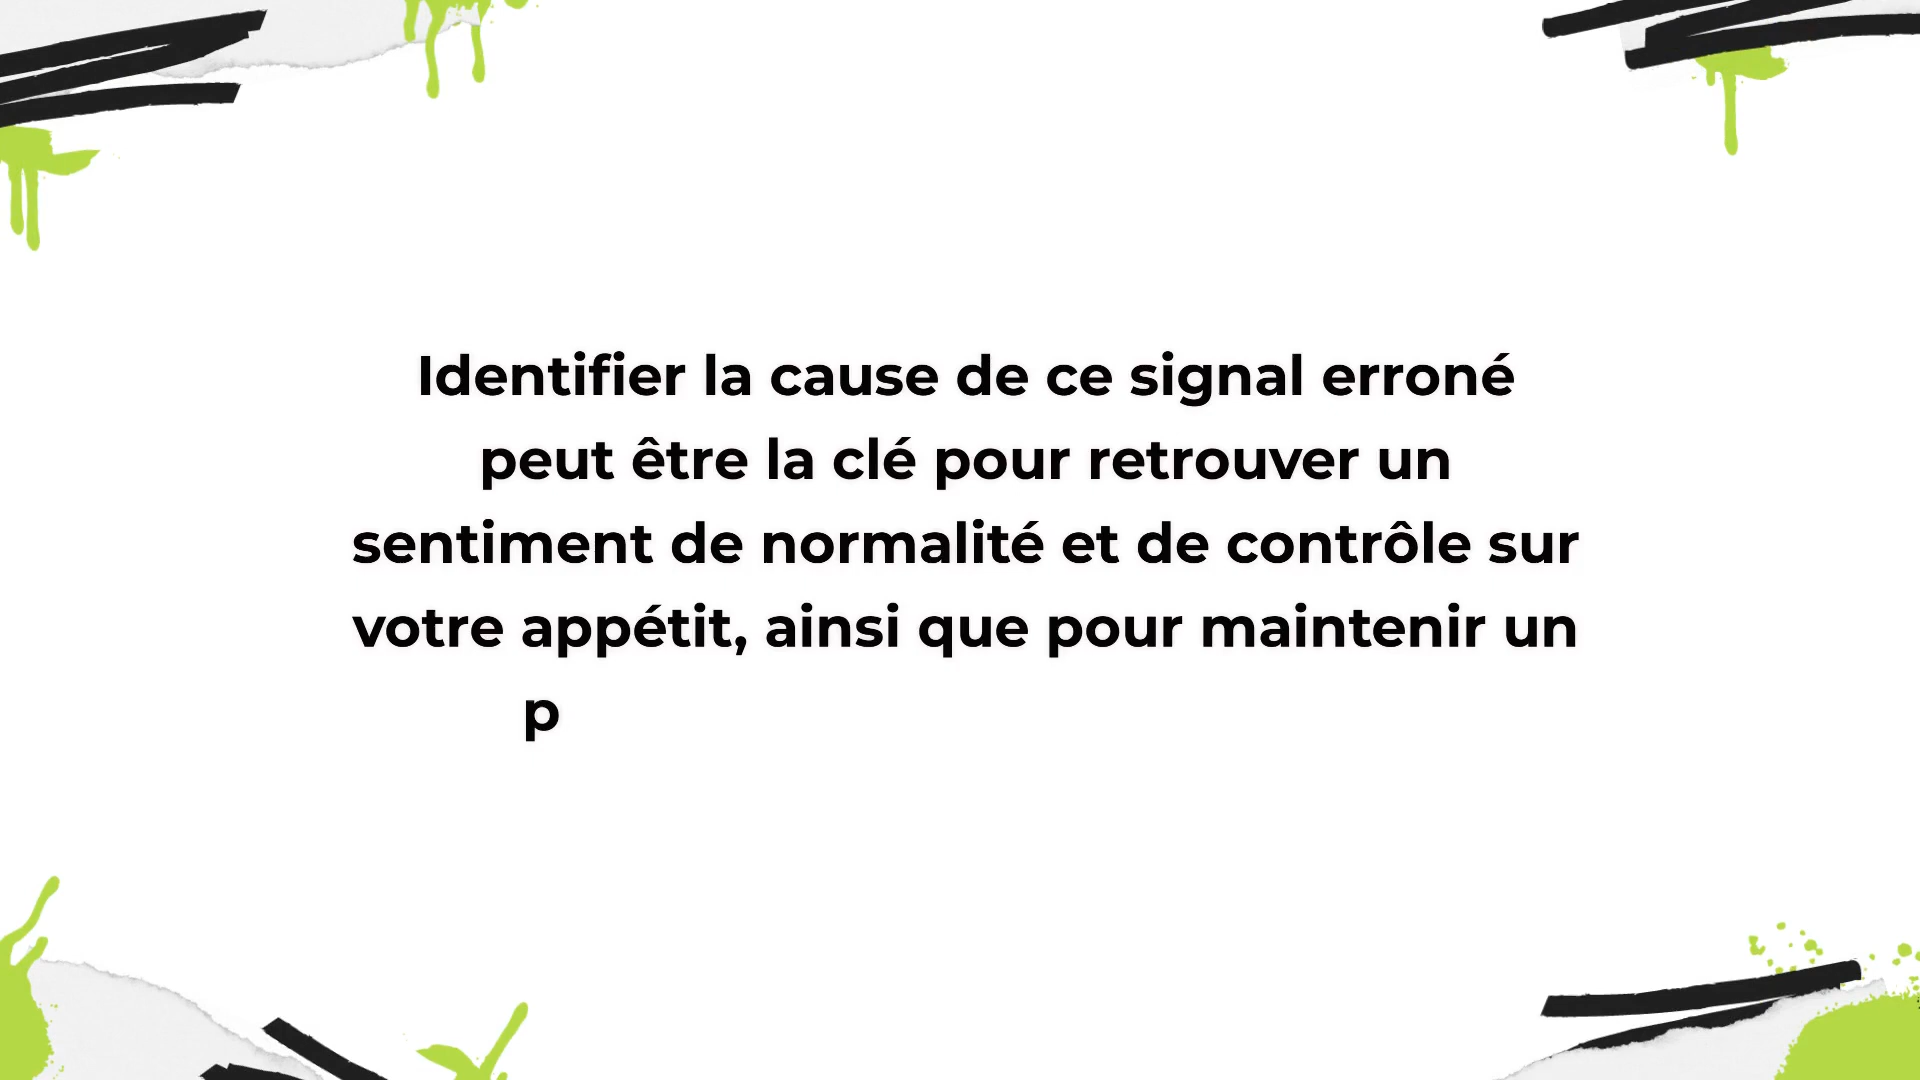 Identifier la cause de ce signal erroné
peut être la clé pour retrouver un
sentiment de normalité et de contrôle sur
votre appétit, ainsi que pour maintenir un
p